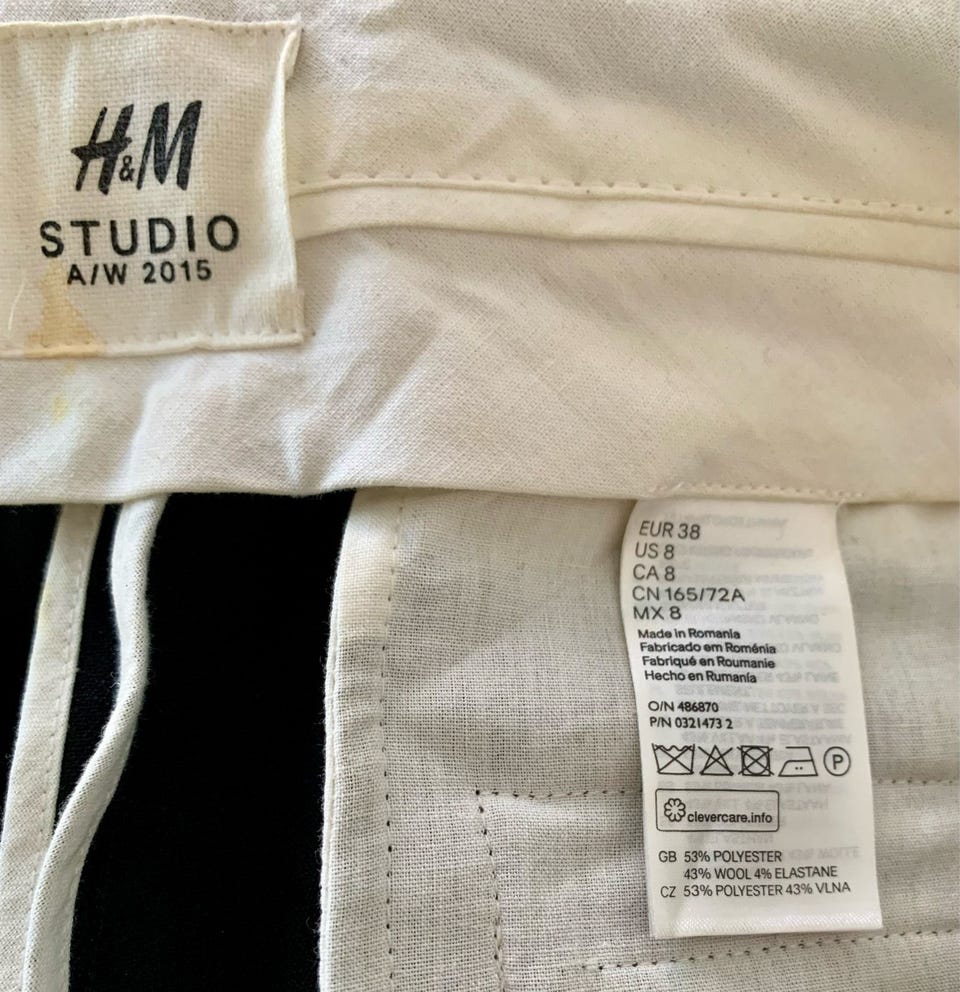 H&M
STUDIO
A/W 2015
EUR 38
US 8
CA 8
CN 165/72A
MX 8
Made in Romania
Fabricado em Roménia
Fabriqué en Roumanie
Hecho en Rumanía
O/N 486870
P/N 0321473 2
P
clevercare.info
GB 53% POLYESTER
43% WOOL 4% ELASTANE
CZ 53% POLYESTER 43% VLNA